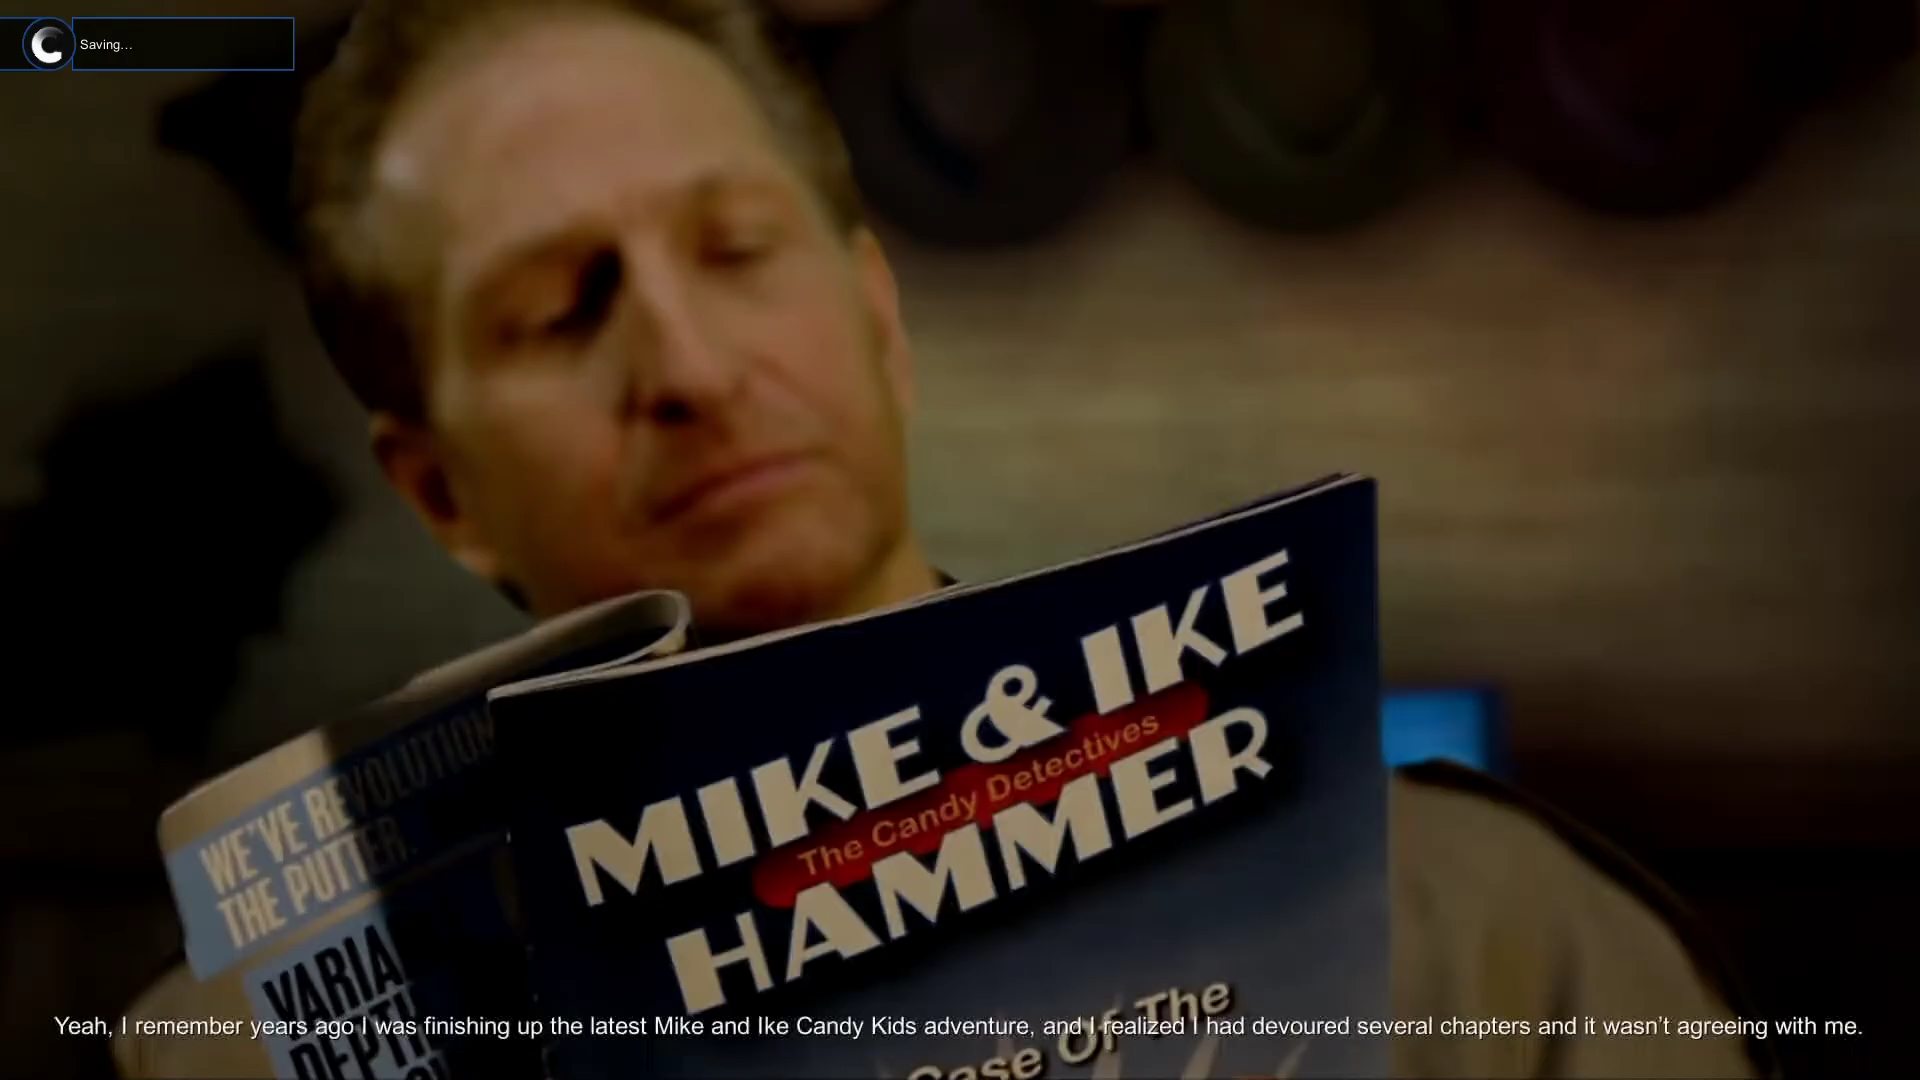 Saving...
MIKE & IKE
The Candy Detectives
HAMMER
Case Of The
WE'VE REVOLUTION
THE PUTTER.
VARIA
DEPTH
Yeah, I remember years ago I was finishing up the latest Mike and Ike Candy Kids adventure, and I realized I had devoured several chapters and it wasn't agreeing with me.